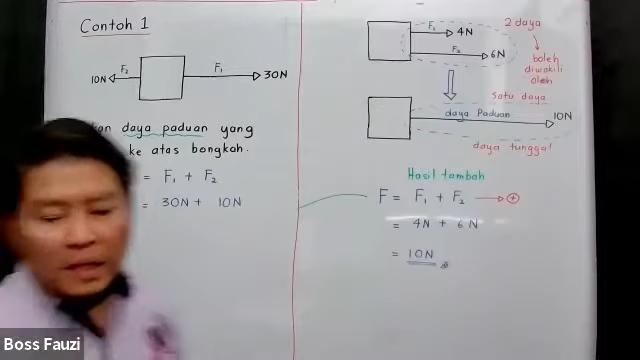 Contoh 1
F₂
F₁
10N
30N
kan daya paduan yang
ke atas bongkah.
= F₁ + F₂
= 30N + 10N
F₁
4N
F₂
6N
2 daya
boleh
diwakili
oleh
Satu daya
daya Paduan
10N
daya tunggal
Hasil tambah
F = F₁ + F₂ → ⊕
= 4N + 6N
= 10N
Boss Fauzi